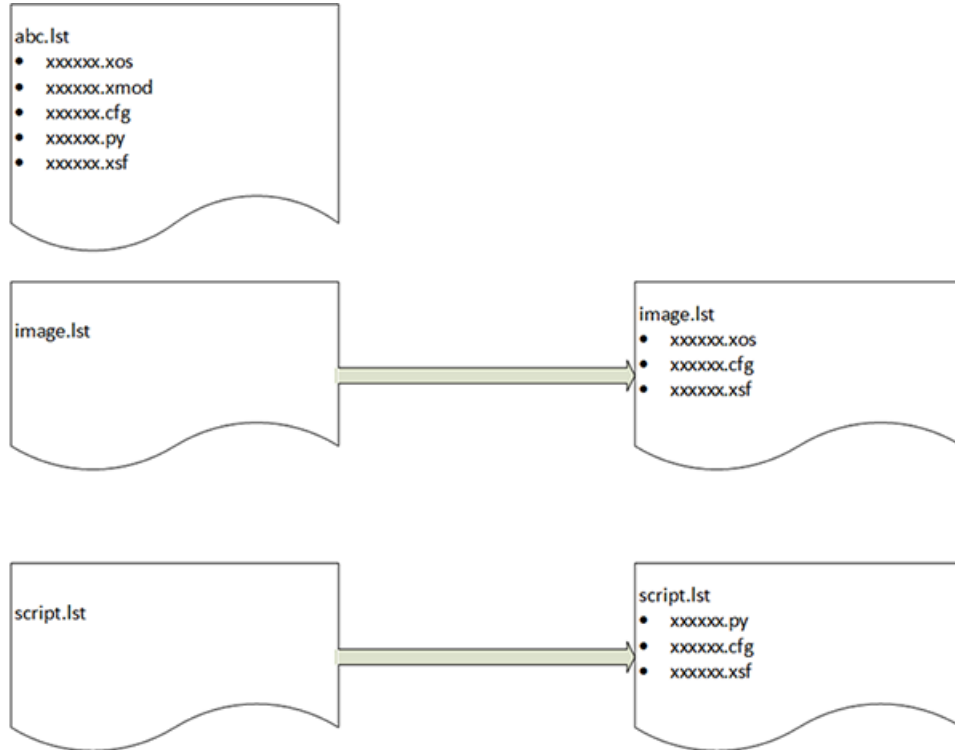 abc.lst
• xxxxxx.xos
• xxxxxx.xmod
• xxxxxx.cfg
• xxxxxx.py
• xxxxxx.xsf
image.lst
image.lst
• xxxxxx.xos
• xxxxxx.cfg
• xxxxxx.xsf
script.lst
script.lst
• xxxxxx.py
• xxxxxx.cfg
• xxxxxx.xsf